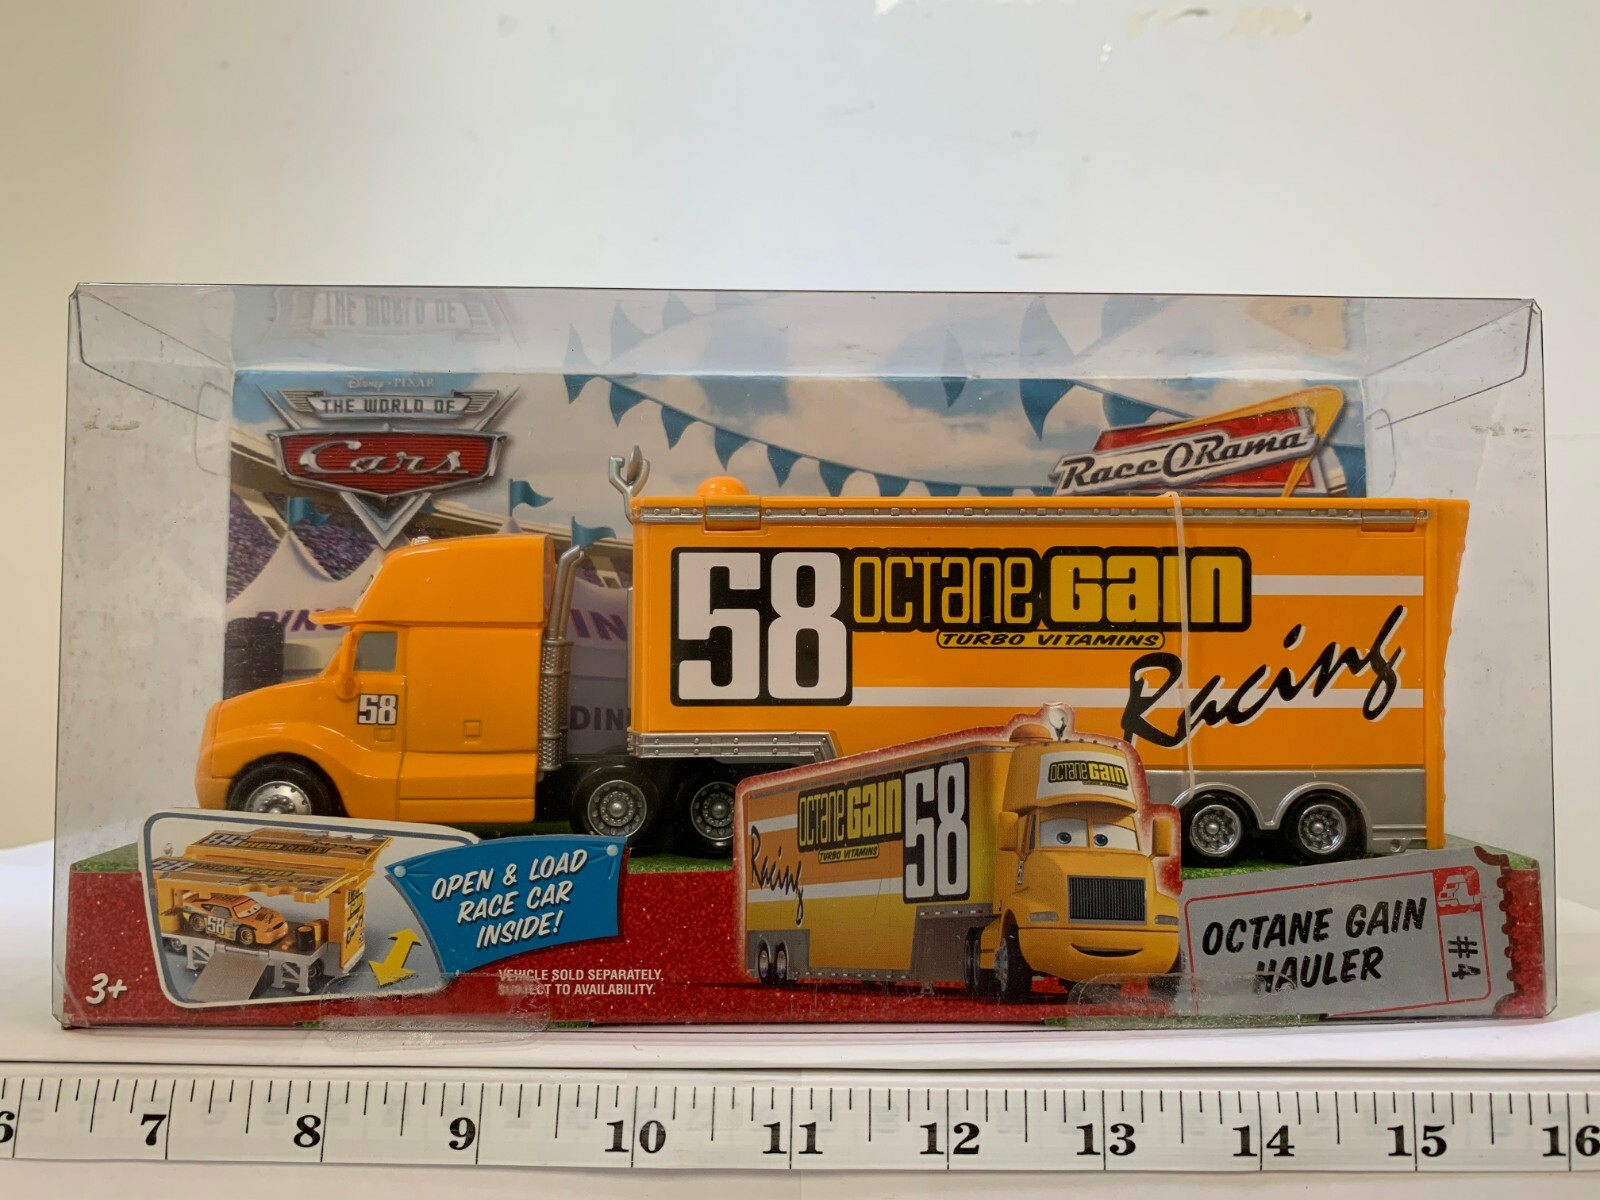 Disney · PIXAR
THE WORLD OF
Cars
Race O Rama
58
OCTANE GAIN
TURBO VITAMINS
Racing
58
OCTANE GAIN
TURBO VITAMINS
Racing
58
OCTANE GAIN
58
OPEN & LOAD
RACE CAR
INSIDE!
VEHICLE SOLD SEPARATELY,
SUBJECT TO AVAILABILITY.
3+
OCTANE GAIN
HAULER
#4
6 7 8 9 10 11 12 13 14 15 16